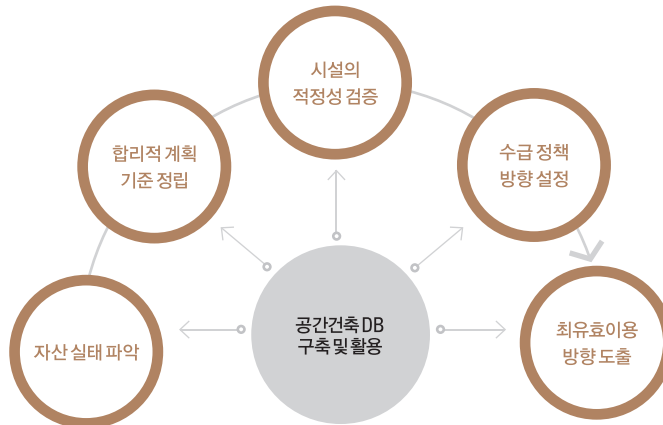 시설의
적정성 검증
합리적 계획
기준 정립
수급 정책
방향 설정
자산 실태 파악
공간건축 DB
구축 및 활용
최유효이용
방향 도출